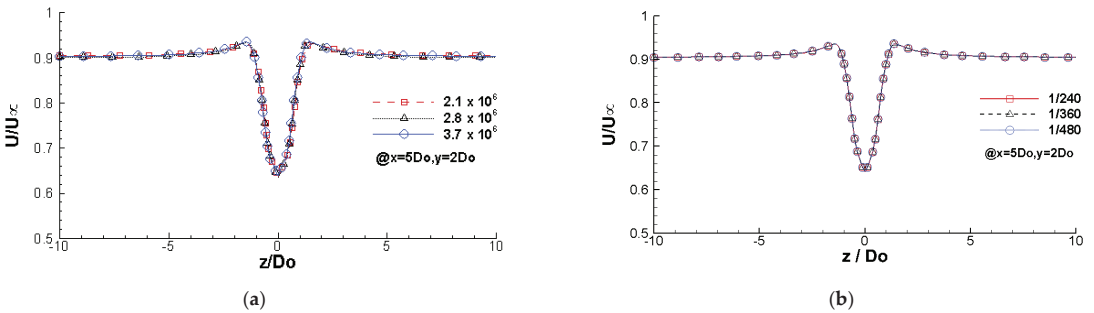 1
0.9
0.8
0.7
0.6
0.5
U/U∝
2.1 x 10⁶
2.8 x 10⁶
3.7 x 10⁶
@x=5Do,y=2Do
-10 -5 0 5 10
z/Do
(a)
1
0.9
0.8
0.7
0.6
0.5
U/U∝
1/240
1/360
1/480
@x=5Do,y=2Do
-10 -5 0 5 10
z / Do
(b)